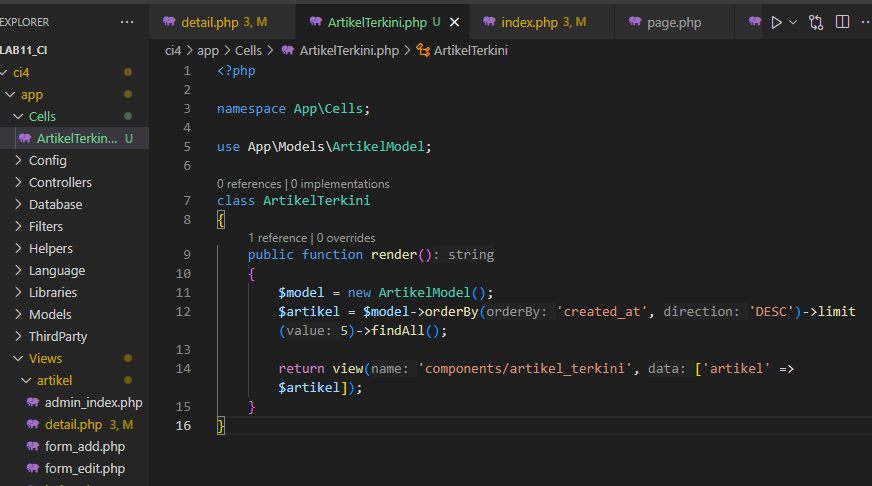 EXPLORER
detail.php 3, M
ArtikelTerkini.php U
index.php 3, M
page.php
LAB11_CI
ci4 > app > Cells > ArtikelTerkini.php > ArtikelTerkini
ci4
app
Cells
ArtikelTerkin... U
Config
Controllers
Database
Filters
Helpers
Language
Libraries
Models
ThirdParty
Views
artikel
admin_index.php
detail.php 3, M
form_add.php
form_edit.php
1 <?php
2
3 namespace App\Cells;
4
5 use App\Models\ArtikelModel;
6
0 references | 0 implementations
7 class ArtikelTerkini
8 {
1 reference | 0 overrides
9 public function render(): string
10 {
11 $model = new ArtikelModel();
12 $artikel = $model->orderBy(orderBy: 'created_at', direction: 'DESC')->limit
(value: 5)->findAll();
13
14 return view(name: 'components/artikel_terkini', data: ['artikel' =>
$artikel]);
15 }
16 }